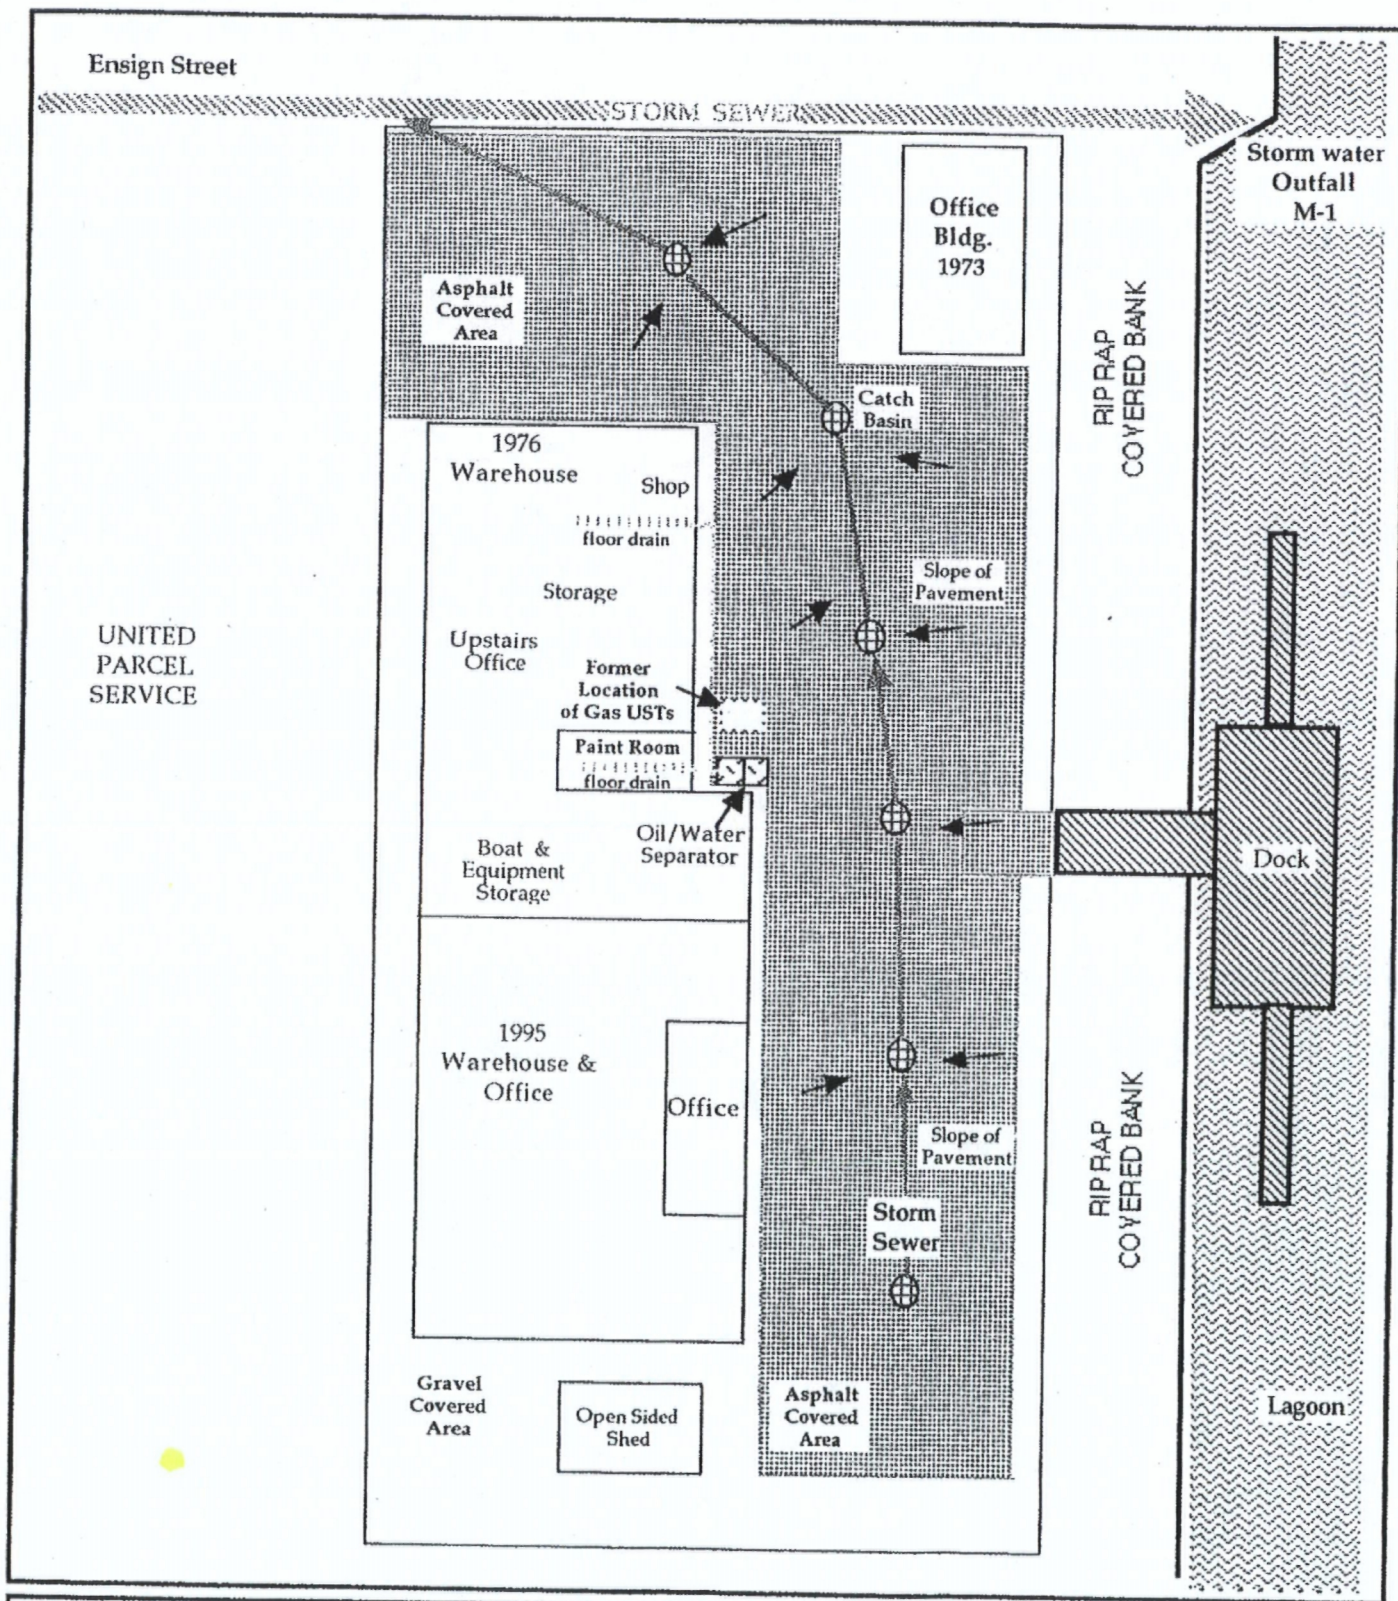 Ensign Street
STORM SEWER
Storm water
Outfall
M-1
Office
Bldg.
1973
Asphalt
Covered
Area
RIP RAP
COVERED BANK
Catch
Basin
1976
Warehouse
Shop
floor drain
Slope of
Pavement
Storage
UNITED
PARCEL
SERVICE
Upstairs
Office
Former
Location
of Gas USTs
Paint Room
floor drain
Oil/Water
Separator
Boat &
Equipment
Storage
Dock
1995
Warehouse &
Office
Office
RIP RAP
COVERED BANK
Slope of
Pavement
Storm
Sewer
Gravel
Covered
Area
Open Sided
Shed
Asphalt
Covered
Area
Lagoon